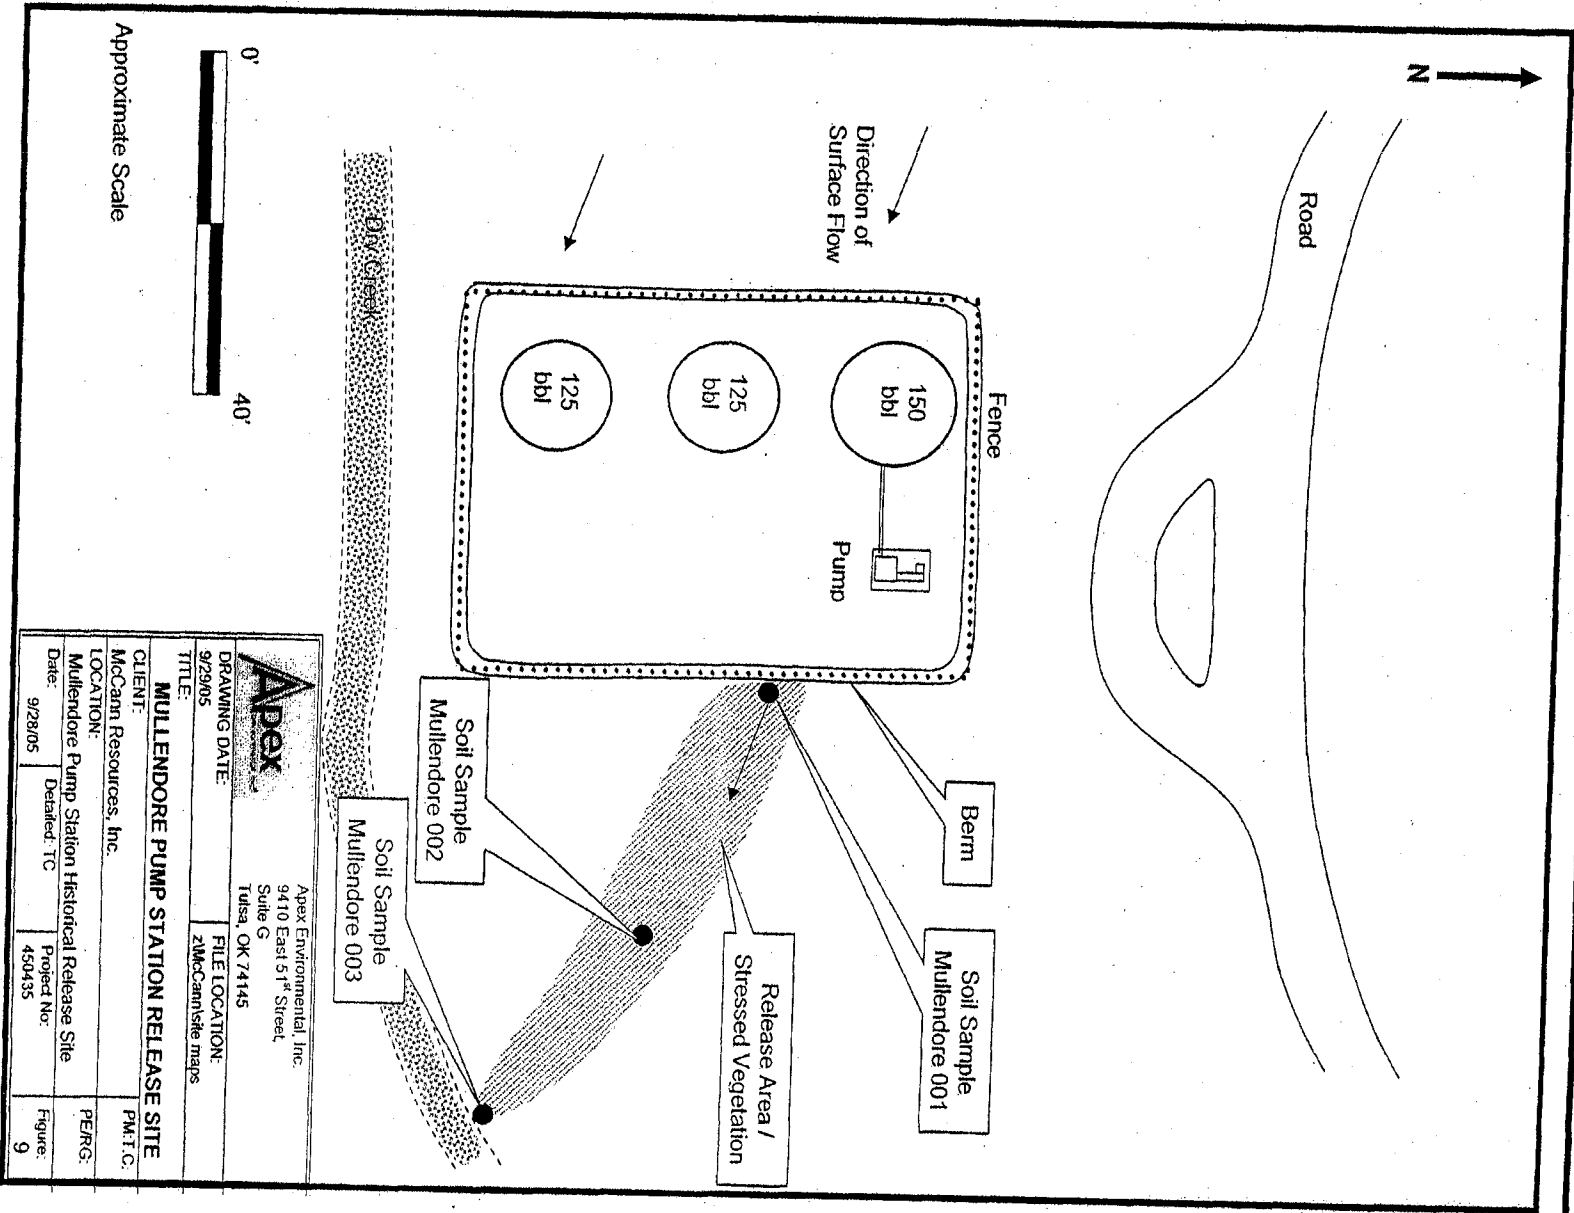 N
Road
Direction of
Surface Flow
Fence
150
bbl
125
bbl
125
bbl
Pump
Berm
Soil Sample
Mullendore 001
Release Area /
Stressed Vegetation
Soil Sample
Mullendore 002
Soil Sample
Mullendore 003
Dry Creek
0'
40'
Approximate Scale
Apex
Apex Environmental, Inc.
9410 East 51st Street,
Suite G
Tulsa, OK 74145
DRAWING DATE:
9/29/05
FILE LOCATION:
z\McCann\site maps
TITLE:
MULLENDORE PUMP STATION RELEASE SITE
CLIENT:
McCann Resources, Inc.
PM:T.C.
LOCATION:
Mullendore Pump Station Historical Release Site
PE/RG:
Date:
9/28/05
Detailed: TC
Project No:
450435
Figure:
9